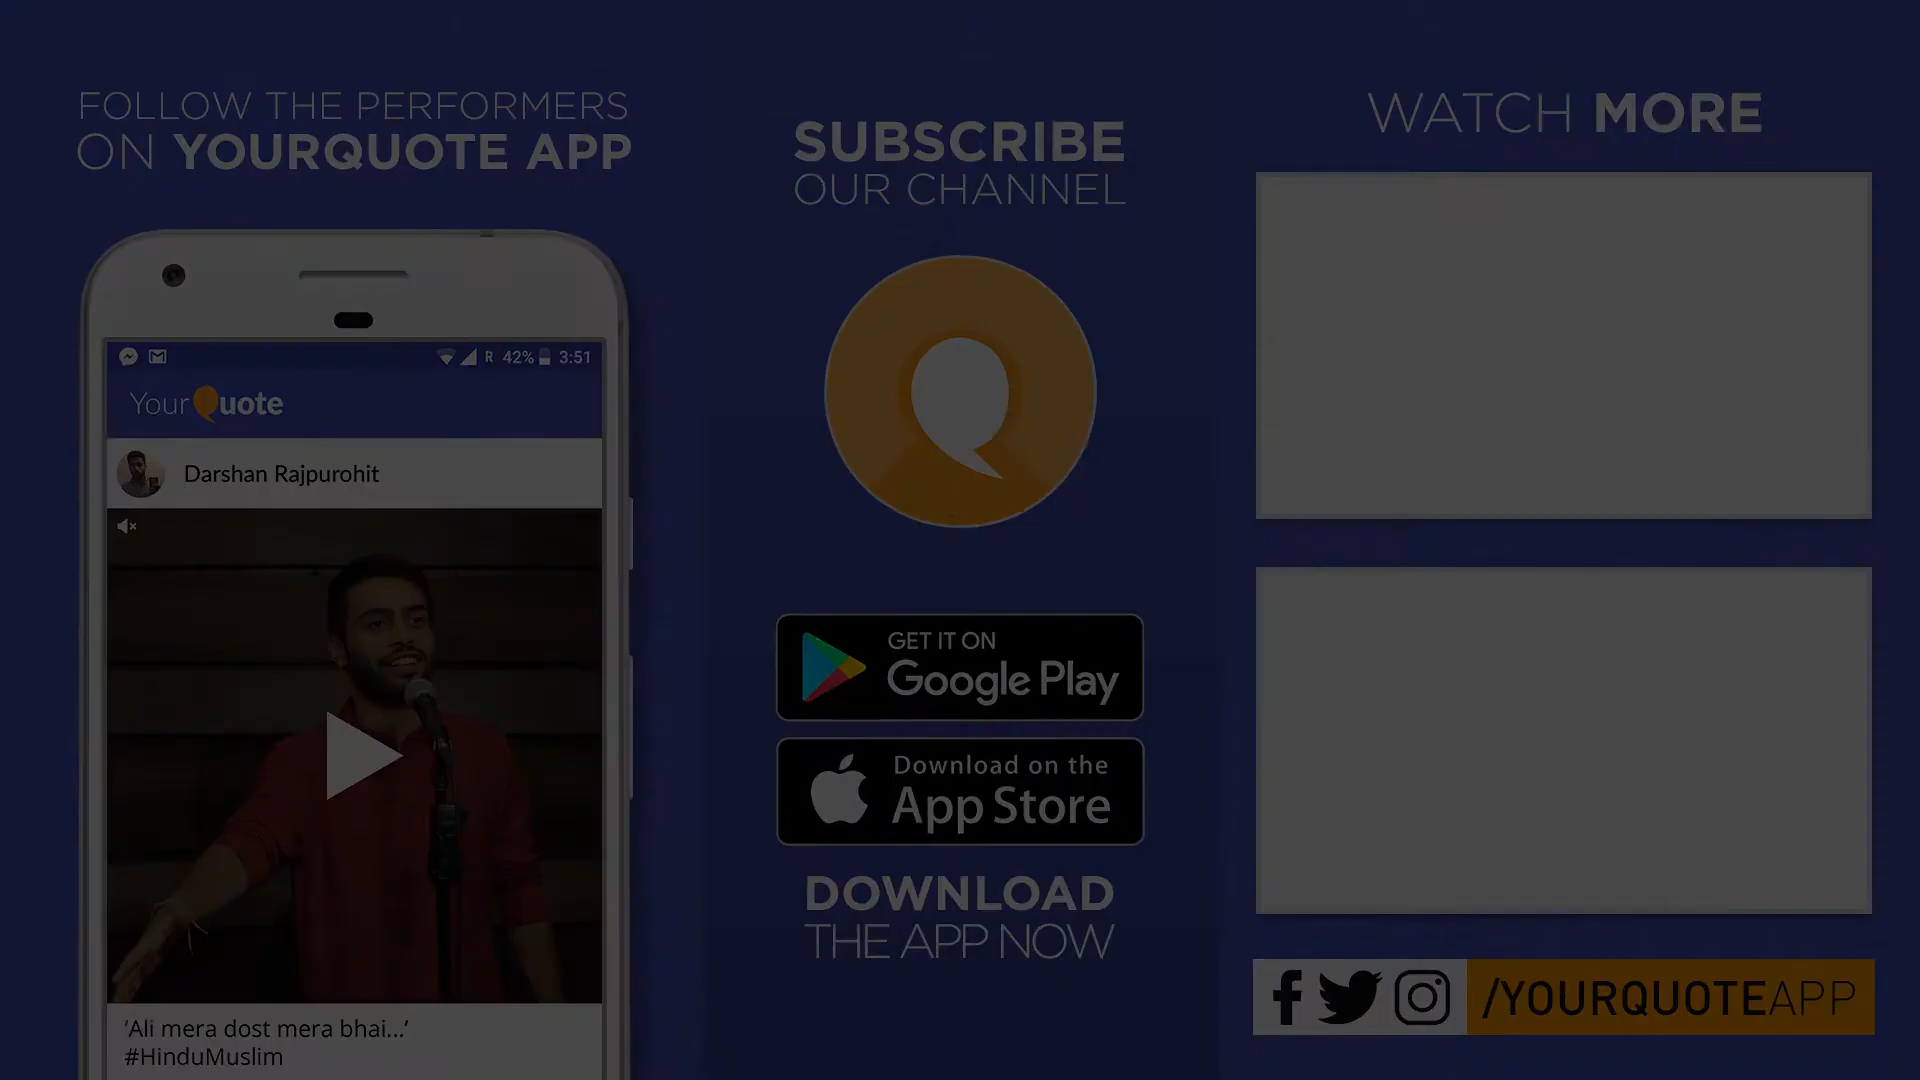 FOLLOW THE PERFORMERS
ON YOURQUOTE APP
R 42% 3:51
YourQuote
Darshan Rajpurohit
'Ali mera dost mera bhai...'
#HinduMuslim
SUBSCRIBE
OUR CHANNEL
GET IT ON
Google Play
Download on the
App Store
DOWNLOAD
THE APP NOW
WATCH MORE
/YOURQUOTEAPP